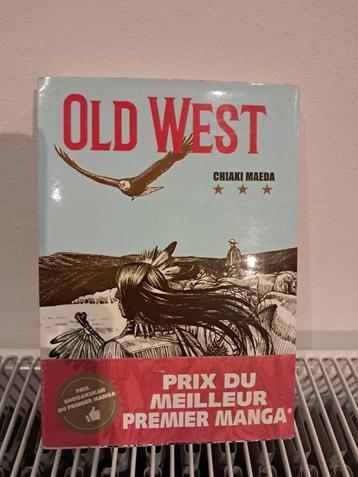 OLD WEST
CHIAKI MAEDA
PRIX DU
MEILLEUR
PREMIER MANGA*
PRIX
SHOGAKUKAN
DU PREMIER MANGA